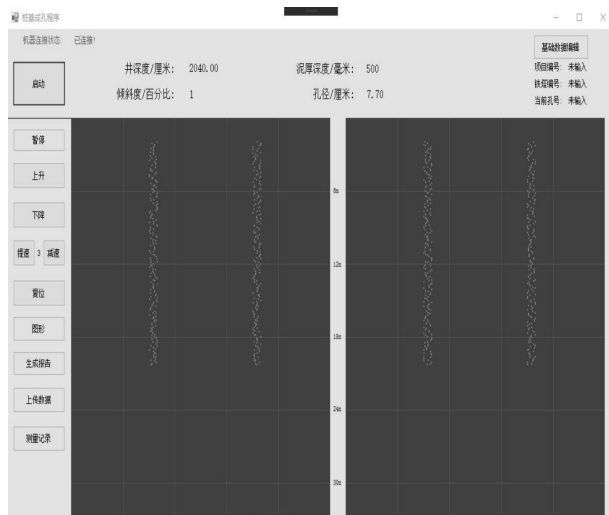 桩基成孔程序
机器连接状态: 已连接!
基础数据编辑
启动
井深度/厘米: 2040.00 泥厚深度/毫米: 500
倾斜度/百分比: 1 孔径/厘米: 7.70
项目编号: 未输入
铁塔编号: 未输入
当前孔号: 未输入
暂停
上升
下降
提速 3 减速
复位
图形
生成报告
上传数据
测量记录
6m
12m
18m
24m
30m